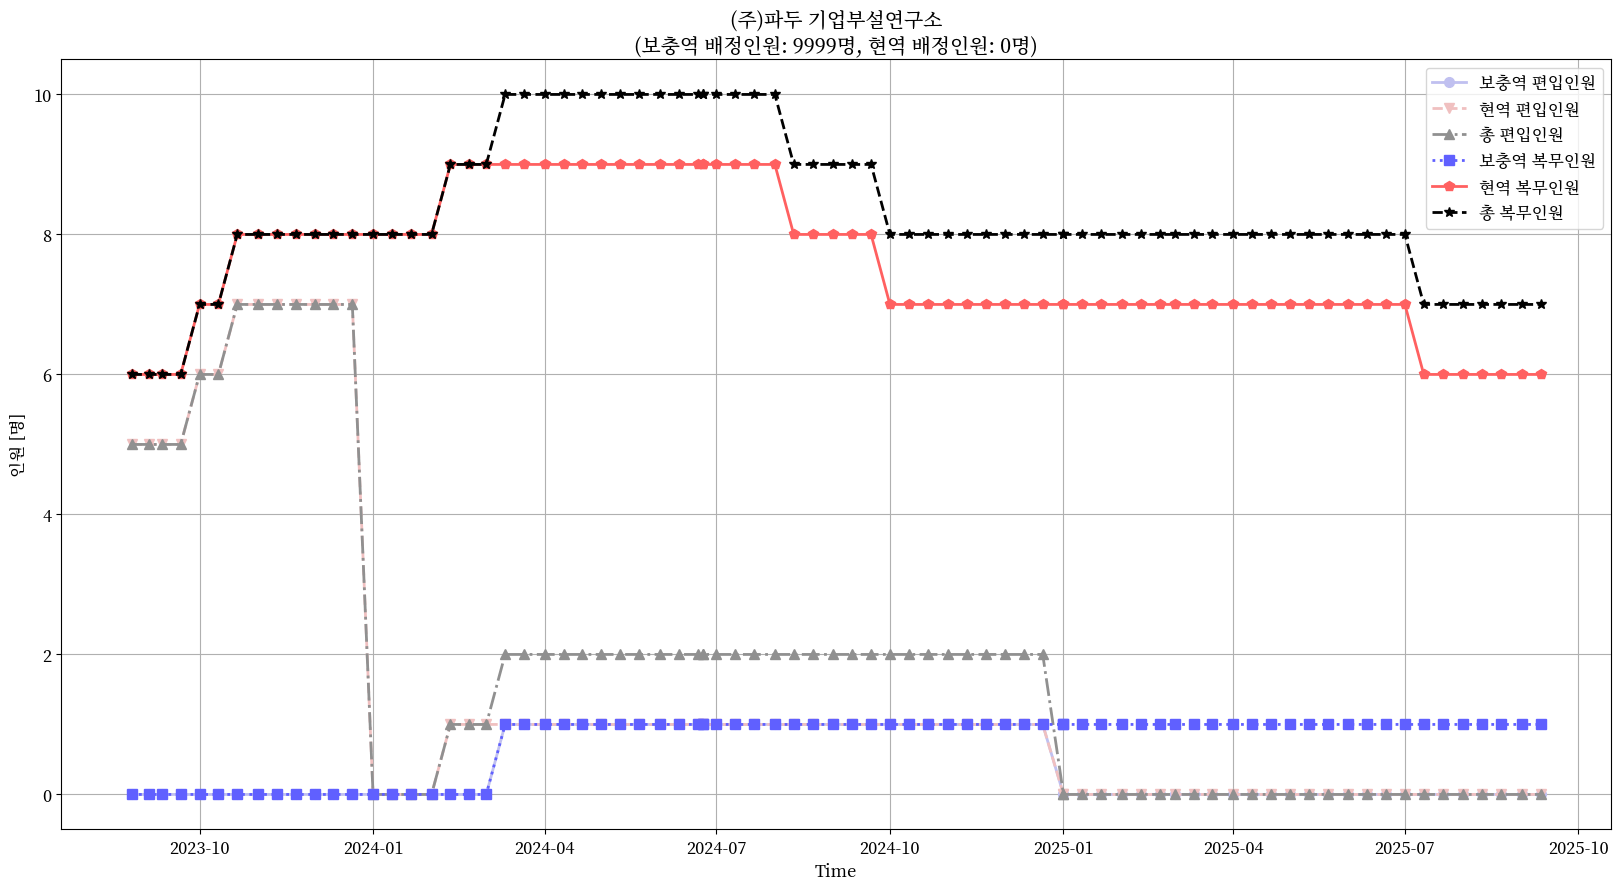 (주)파두 기업부설연구소
(보충역 배정인원: 9999명, 현역 배정인원: 0명)
보충역 편입인원
현역 편입인원
총 편입인원
보충역 복무인원
현역 복무인원
총 복무인원
인원 [명]
10
8
6
4
2
0
2023-10
2024-01
2024-04
2024-07
2024-10
2025-01
2025-04
2025-07
2025-10
Time